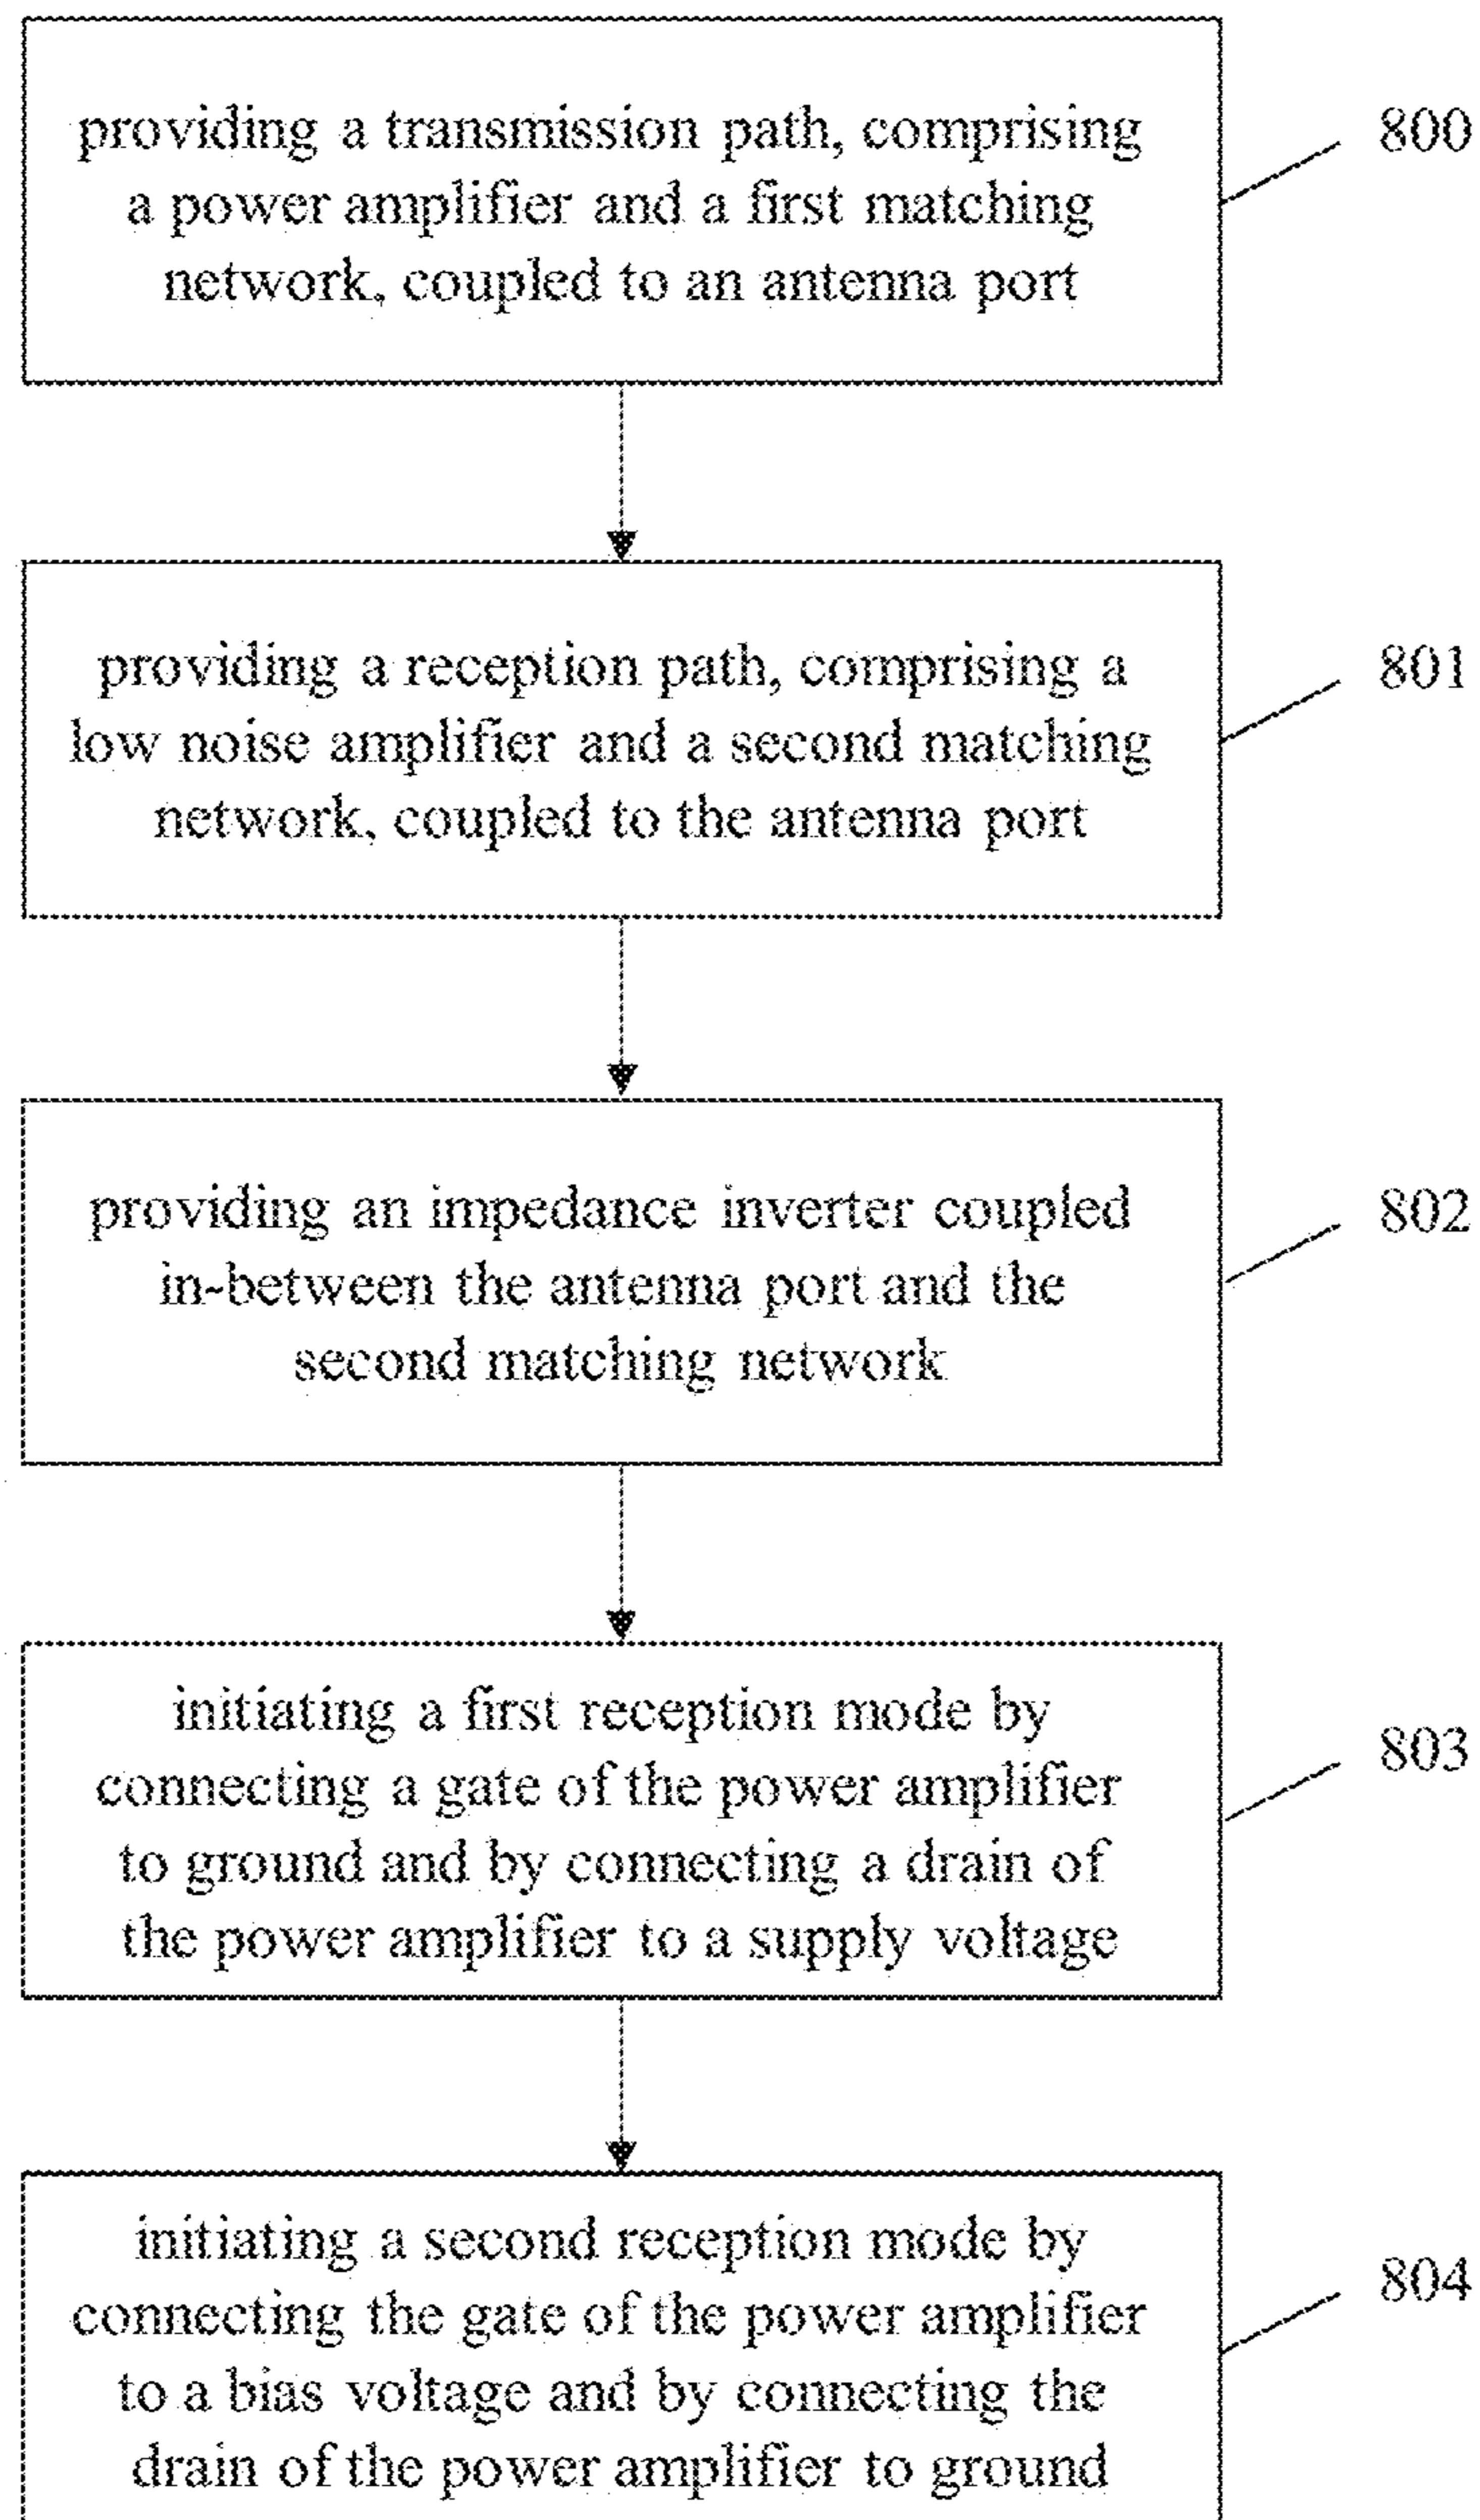 providing a transmission path, comprising
a power amplifier and a first matching
network, coupled to an antenna port
800
providing a reception path, comprising a
low noise amplifier and a second matching
network, coupled to the antenna port
801
providing an impedance inverter coupled
in-between the antenna port and the
second matching network
802
initiating a first reception mode by
connecting a gate of the power amplifier
to ground and by connecting a drain of
the power amplifier to a supply voltage
803
initiating a second reception mode by
connecting the gate of the power amplifier
to a bias voltage and by connecting the
drain of the power amplifier to ground
804